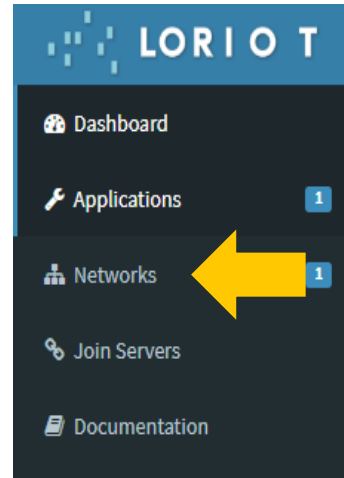 LORIOT
Dashboard
Applications 1
Networks 1
Join Servers
Documentation